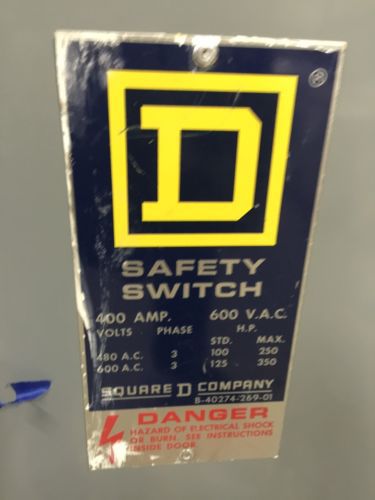 D
SAFETY
SWITCH
400 AMP. 600 V.A.C.
VOLTS PHASE H.P.
STD. MAX.
480 A.C. 3 100 250
600 A.C. 3 125 350
SQUARE D COMPANY
B-40274-269-01
DANGER
HAZARD OF ELECTRICAL SHOCK
OR BURN. SEE INSTRUCTIONS
INSIDE DOOR.